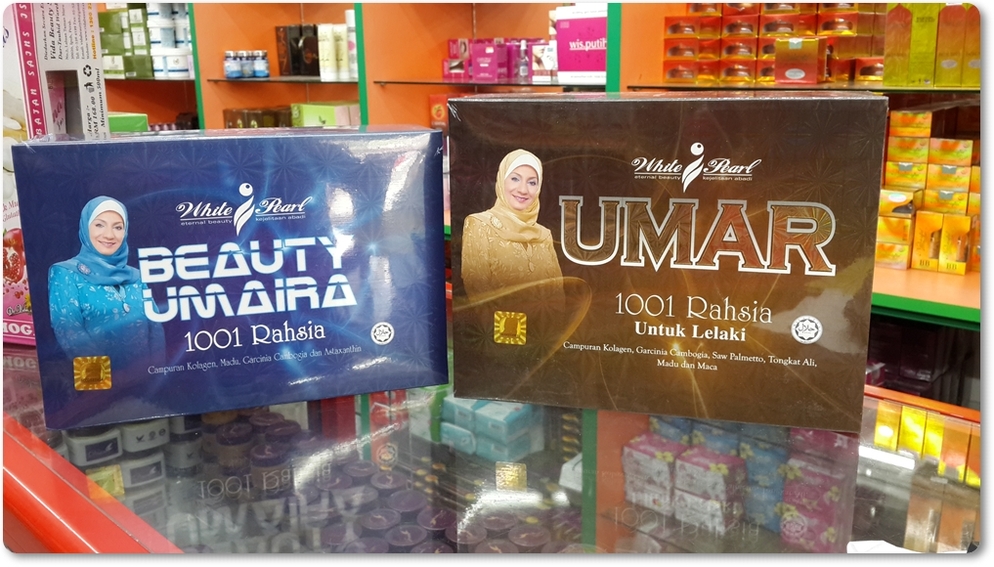 White Pearl
eternal beauty kejelitaan abadi
BEAUTY
UMAIRA
1001 Rahsia
Campuran Kolagen, Madu, Garcinia Cambogia dan Astaxanthin
White Pearl
eternal beauty kejelitaan abadi
UMAR
1001 Rahsia
Untuk Lelaki
Campuran Kolagen, Garcinia Cambogia, Saw Palmetto, Tongkat Ali,
Madu dan Maca
wis.putih
1001 Rahsia